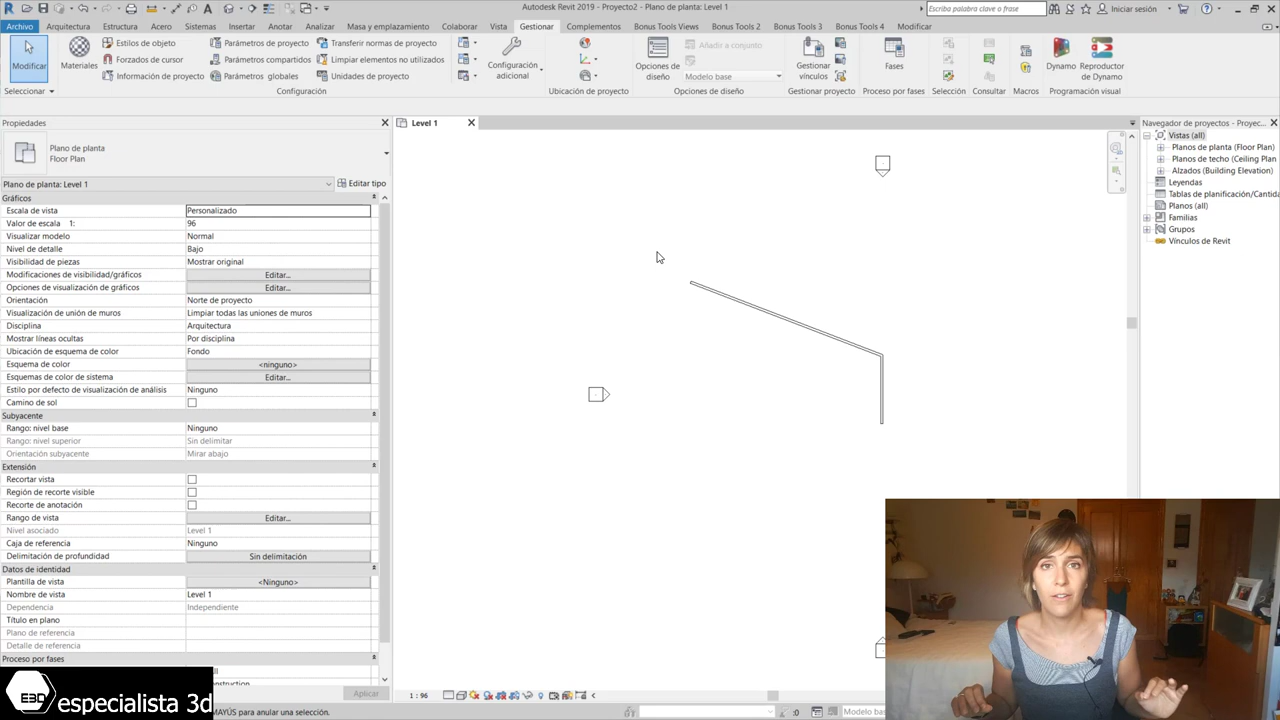 Autodesk Revit 2019 - Proyecto2 - Floor Plan: Level 1
Escriba palabra clave o frase
Iniciar sesión
Archivo Arquitectura Estructura Acero Sistemas Insertar Anotar Analizar Masa y emplazamiento Colaborar Vista Gestionar Complementos Bonus Tools Views Bonus Tools 2 Bonus Tools 3 Bonus Tools 4 Modificar
Modificar
Materiales
Estilos de objeto
Forzados de cursor
Información de proyecto
Parámetros de proyecto
Parámetros compartidos
Parámetros globales
Transferir normas de proyecto
Limpiar elementos no utilizados
Unidades de proyecto
Configuración
adicional
Opciones de
diseño
Añadir a conjunto
Modelo base
Gestionar
vínculos
Fases
Dynamo
Reproductor
de Dynamo
Seleccionar Configuración Ubicación de proyecto Opciones de diseño Gestionar proyecto Proceso por fases Selección Consultar Macros Programación visual
Propiedades
Plano de planta
Floor Plan
Plano de planta: Level 1
Editar tipo
Gráficos
Escala de vista Personalizado
Valor de escala 1: 96
Visualizar modelo Normal
Nivel de detalle Bajo
Visibilidad de piezas Mostrar original
Modificaciones de visibilidad/gráficos Editar...
Opciones de visualización de gráficos Editar...
Orientación Norte de proyecto
Visualización de unión de muros Limpiar todas las uniones de muros
Disciplina Arquitectura
Mostrar líneas ocultas Por disciplina
Ubicación de esquema de color Fondo
Esquema de color <ninguno>
Esquemas de color de sistema Editar...
Estilo por defecto de visualización de análisis Ninguno
Camino de sol
Subyacente
Rango: nivel base Ninguno
Rango: nivel superior Sin delimitar
Orientación subyacente Mirar abajo
Extensión
Recortar vista
Región de recorte visible
Recorte de anotación
Rango de vista Editar...
Nivel asociado Level 1
Caja de referencia Ninguno
Delimitación de profundidad Sin delimitación
Datos de identidad
Plantilla de vista <Ninguno>
Nombre de vista Level 1
Dependencia Independiente
Título en plano
Plano de referencia
Detalle de referencia
Proceso por fases
Aplicar
Level 1
Navegador de proyectos - Proyec...
Vistas (all)
Planos de planta (Floor Plan)
Planos de techo (Ceiling Plan
Alzados (Building Elevation)
Leyendas
Tablas de planificación/Cantida
Planos (all)
Familias
Grupos
Vínculos de Revit
1 : 96
MAYÚS para anular una selección.
:0
Modelo base
E3D
especialista 3d